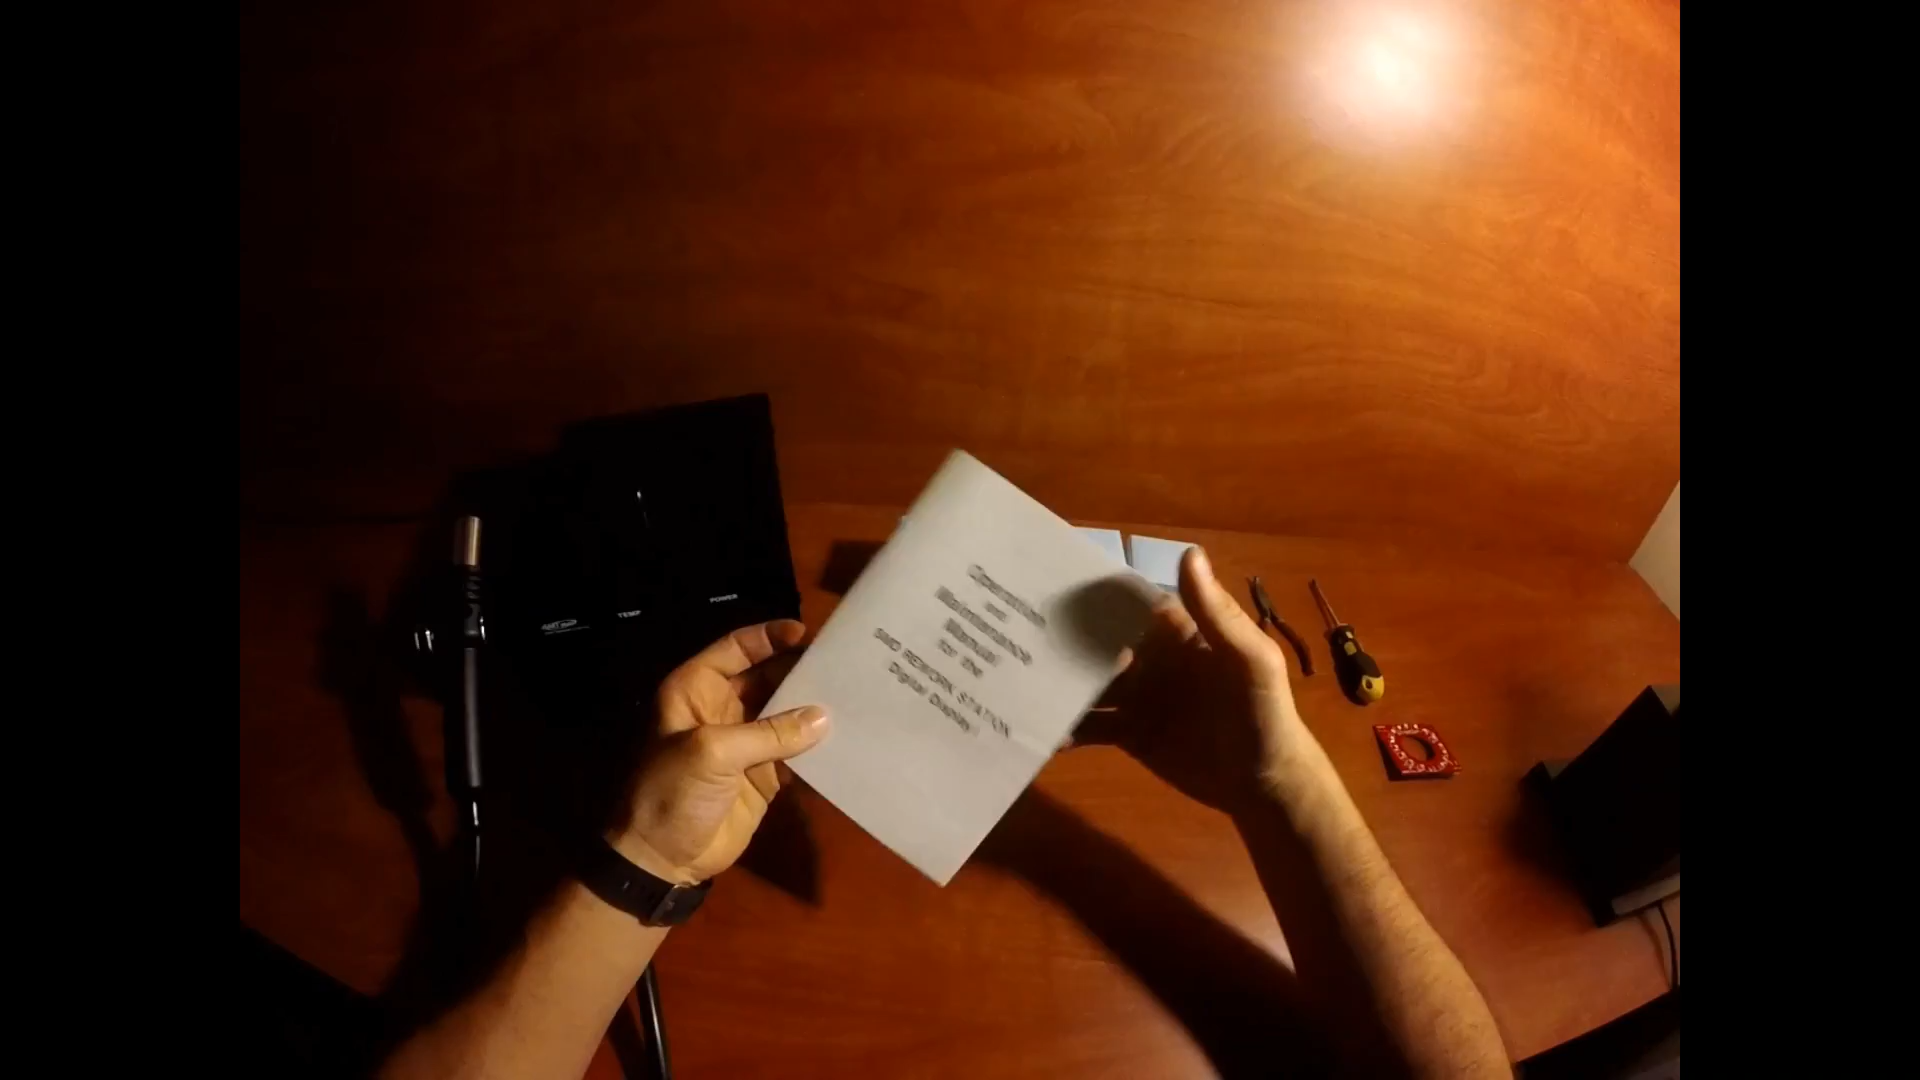 Operation
and
Maintenance
Manual
for the
SMD REWORK STATION
Digital Display
TEMP
POWER